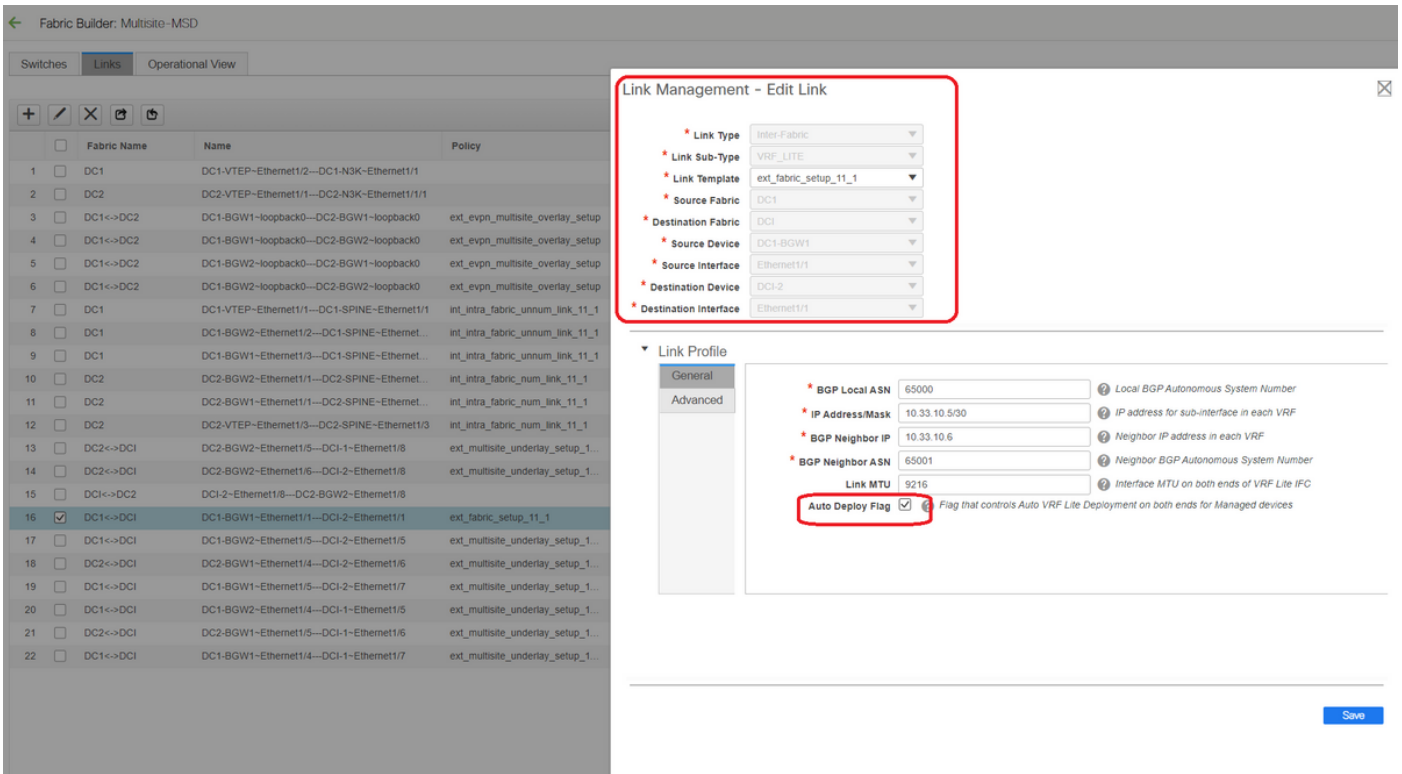 Fabric Builder: Multisite-MSD
Switches Links Operational View
Fabric Name Name Policy
1 DC1 DC1-VTEP~Ethernet1/2---DC1-N3K~Ethernet1/1
2 DC2 DC2-VTEP~Ethernet1/1---DC2-N3K~Ethernet1/1/1
3 DC1<->DC2 DC1-BGW1~loopback0---DC2-BGW1~loopback0 ext_evpn_multisite_overlay_setup
4 DC1<->DC2 DC1-BGW1~loopback0---DC2-BGW2~loopback0 ext_evpn_multisite_overlay_setup
5 DC1<->DC2 DC1-BGW2~loopback0---DC2-BGW1~loopback0 ext_evpn_multisite_overlay_setup
6 DC1<->DC2 DC1-BGW2~loopback0---DC2-BGW2~loopback0 ext_evpn_multisite_overlay_setup
7 DC1 DC1-VTEP~Ethernet1/1---DC1-SPINE~Ethernet1/1 int_intra_fabric_unnum_link_11_1
8 DC1 DC1-BGW2~Ethernet1/2---DC1-SPINE~Ethernet... int_intra_fabric_unnum_link_11_1
9 DC1 DC1-BGW1~Ethernet1/3---DC1-SPINE~Ethernet... int_intra_fabric_unnum_link_11_1
10 DC2 DC2-BGW2~Ethernet1/1---DC2-SPINE~Ethernet... int_intra_fabric_num_link_11_1
11 DC2 DC2-BGW1~Ethernet1/1---DC2-SPINE~Ethernet... int_intra_fabric_num_link_11_1
12 DC2 DC2-VTEP~Ethernet1/3---DC2-SPINE~Ethernet1/3 int_intra_fabric_num_link_11_1
13 DC2<->DCI DC2-BGW2~Ethernet1/5---DCI-1~Ethernet1/8 ext_multisite_underlay_setup_1...
14 DC2<->DCI DC2-BGW2~Ethernet1/6---DCI-2~Ethernet1/8 ext_multisite_underlay_setup_1...
15 DCI<->DC2 DCI-2~Ethernet1/8---DC2-BGW2~Ethernet1/8
16 DC1<->DCI DC1-BGW1~Ethernet1/1---DCI-2~Ethernet1/1 ext_fabric_setup_11_1
17 DC1<->DCI DC1-BGW2~Ethernet1/5---DCI-2~Ethernet1/5 ext_multisite_underlay_setup_1...
18 DC2<->DCI DC2-BGW1~Ethernet1/4---DCI-2~Ethernet1/6 ext_multisite_underlay_setup_1...
19 DC1<->DCI DC1-BGW1~Ethernet1/5---DCI-2~Ethernet1/7 ext_multisite_underlay_setup_1...
20 DC1<->DCI DC1-BGW2~Ethernet1/4---DCI-1~Ethernet1/5 ext_multisite_underlay_setup_1...
21 DC2<->DCI DC2-BGW1~Ethernet1/5---DCI-1~Ethernet1/6 ext_multisite_underlay_setup_1...
22 DC1<->DCI DC1-BGW1~Ethernet1/4---DCI-1~Ethernet1/7 ext_multisite_underlay_setup_1...
Link Management - Edit Link
* Link Type Inter-Fabric
* Link Sub-Type VRF_LITE
* Link Template ext_fabric_setup_11_1
* Source Fabric DC1
* Destination Fabric DCI
* Source Device DC1-BGW1
* Source Interface Ethernet1/1
* Destination Device DCI-2
* Destination Interface Ethernet1/1
Link Profile
General
Advanced
* BGP Local ASN 65000 ? Local BGP Autonomous System Number
* IP Address/Mask 10.33.10.5/30 ? IP address for sub-interface in each VRF
* BGP Neighbor IP 10.33.10.6 ? Neighbor IP address in each VRF
* BGP Neighbor ASN 65001 ? Neighbor BGP Autonomous System Number
Link MTU 9216 ? Interface MTU on both ends of VRF Lite IFC
Auto Deploy Flag ? Flag that controls Auto VRF Lite Deployment on both ends for Managed devices
Save